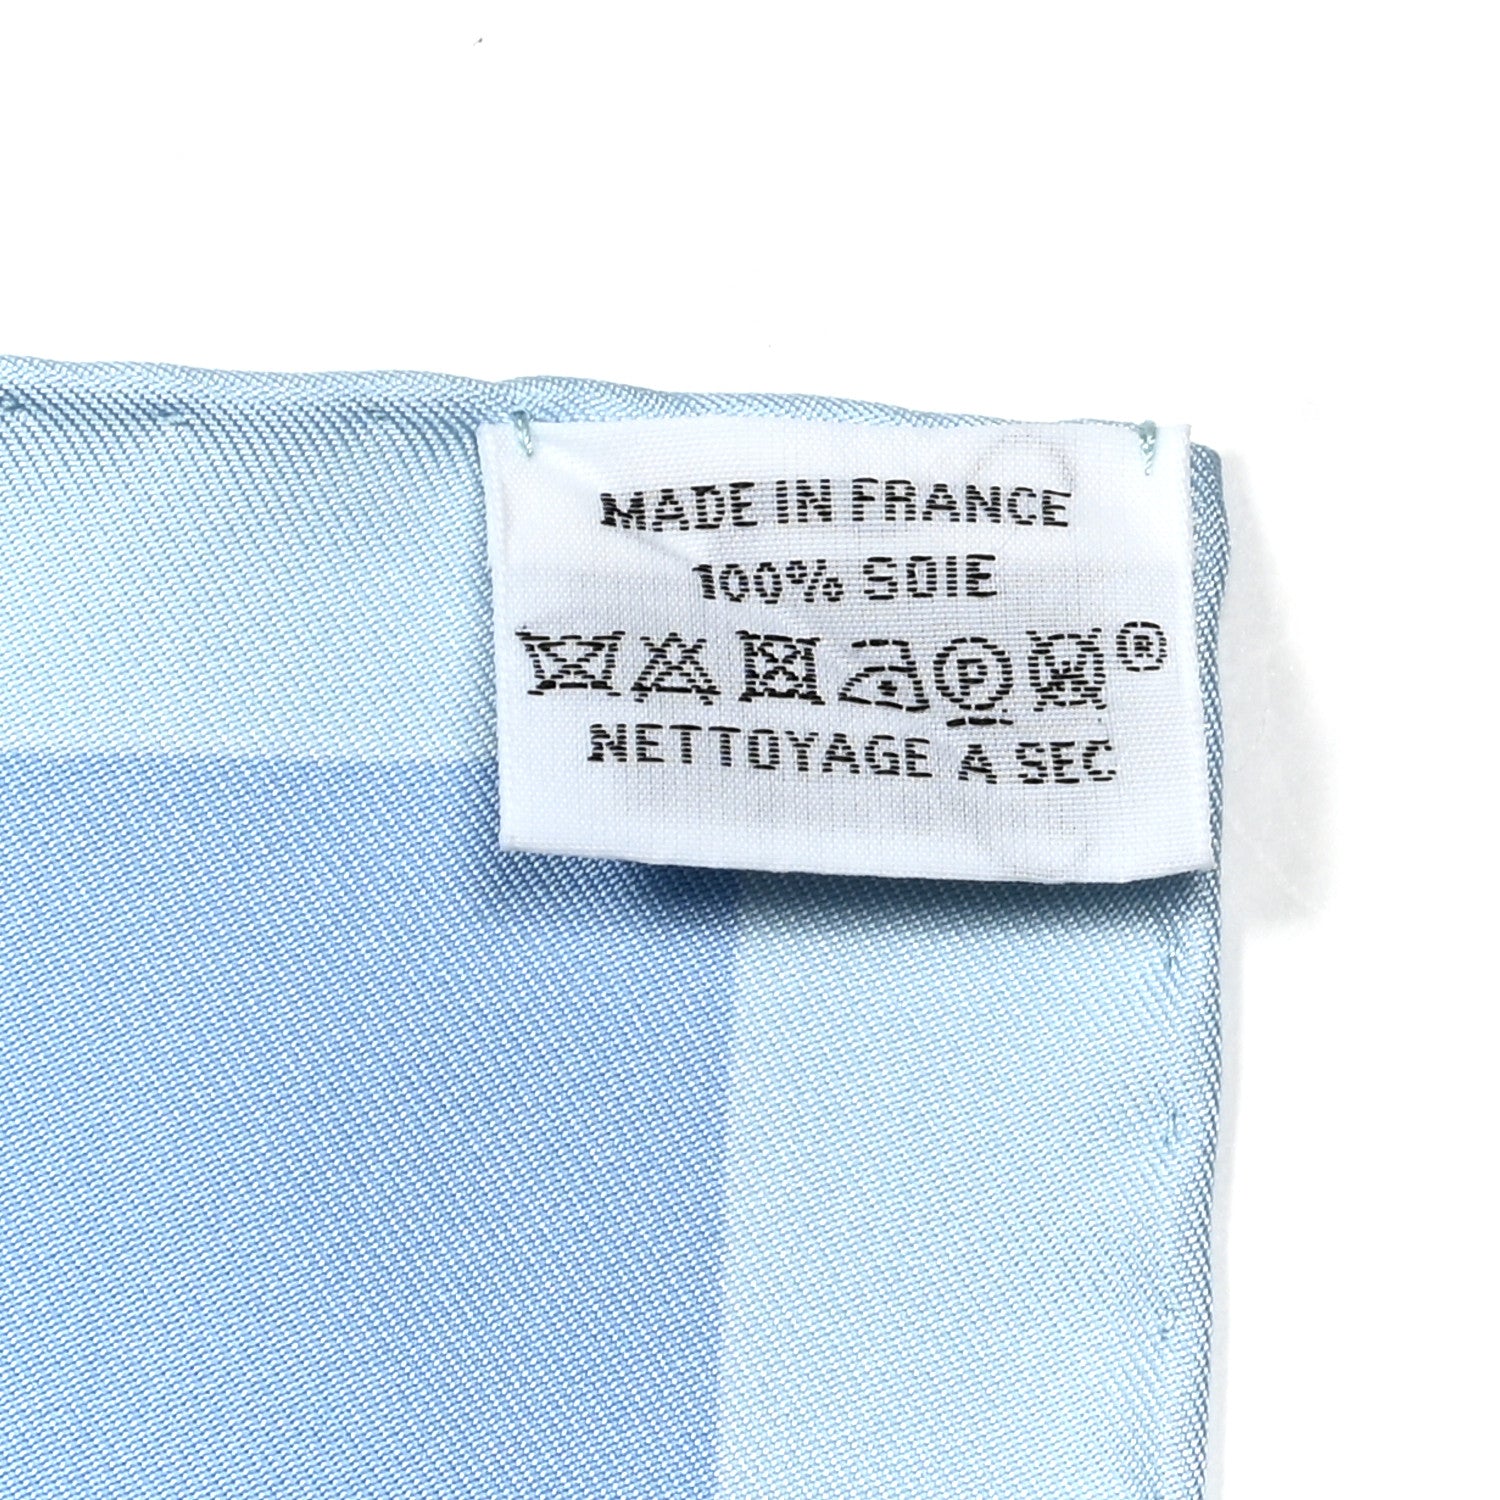 MADE IN FRANCE
100% SOIE
P ®
NETTOYAGE A SEC